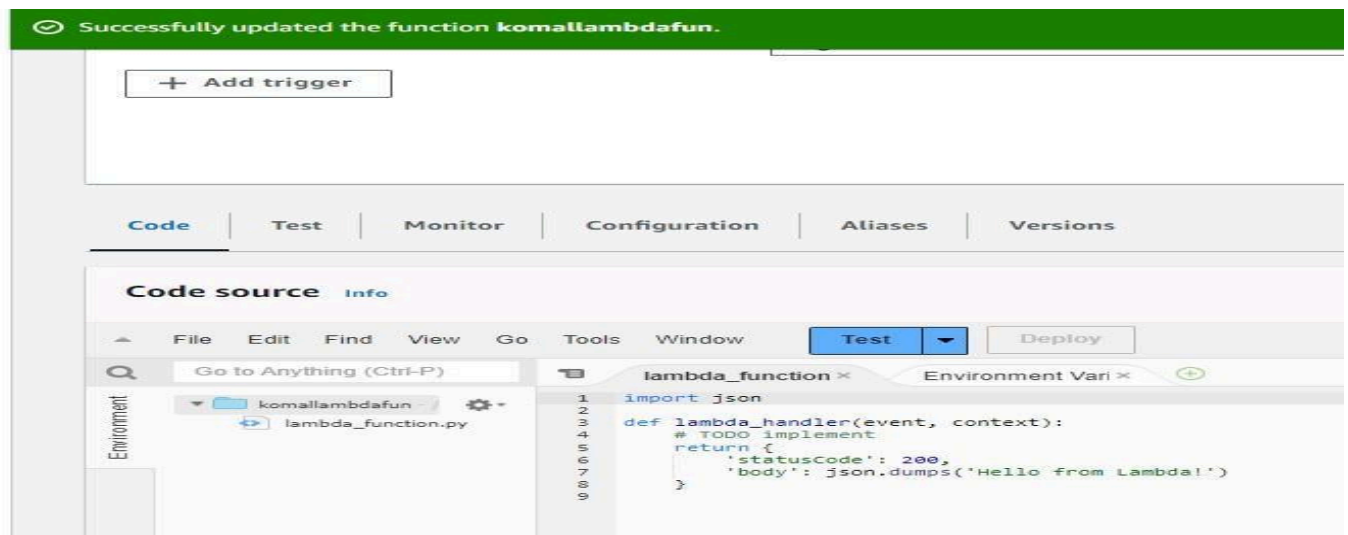 Successfully updated the function komallambdafun.
+ Add trigger
Code Test Monitor Configuration Aliases Versions
Code source Info
File Edit Find View Go Tools Window Test Deploy
Go to Anything (Ctrl-P)
lambda_function × Environment Vari ×
Environment
komallambdafun - /
lambda_function.py
1 import json
2
3 def lambda_handler(event, context):
4 # TODO implement
5 return {
6 'statusCode': 200,
7 'body': json.dumps('Hello from Lambda!')
8 }
9